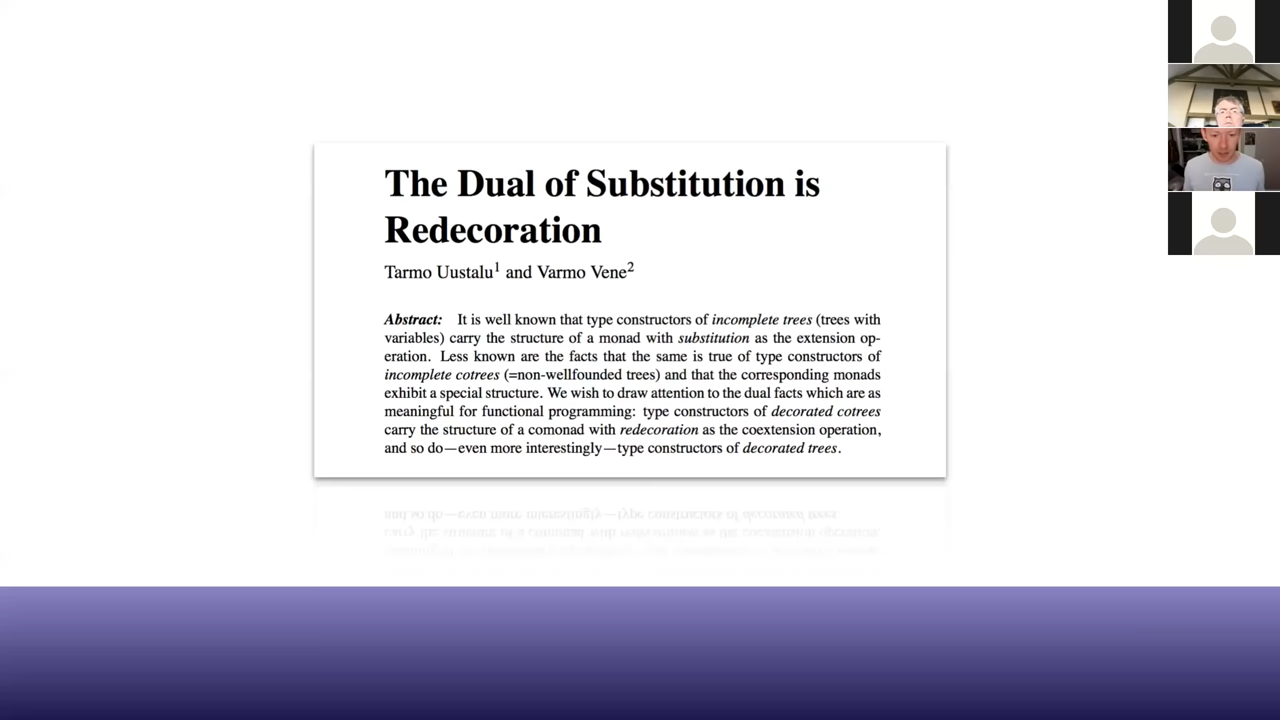 The Dual of Substitution is
Redecoration
Tarmo Uustalu1 and Varmo Vene2
Abstract: It is well known that type constructors of incomplete trees (trees with
variables) carry the structure of a monad with substitution as the extension op-
eration. Less known are the facts that the same is true of type constructors of
incomplete cotrees (=non-wellfounded trees) and that the corresponding monads
exhibit a special structure. We wish to draw attention to the dual facts which are as
meaningful for functional programming: type constructors of decorated cotrees
carry the structure of a comonad with redecoration as the coextension operation,
and so do—even more interestingly—type constructors of decorated trees.